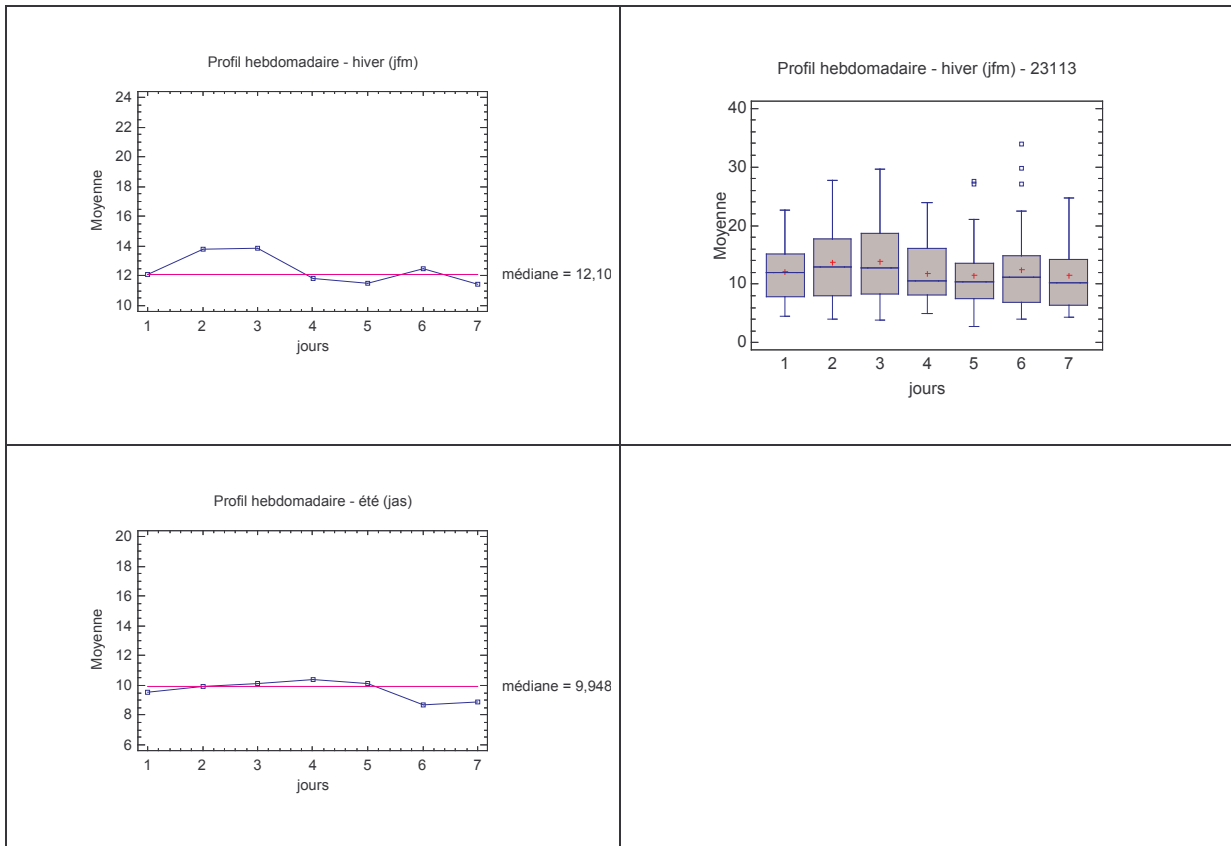 Profil hebdomadaire - hiver (jfm)
24
22
20
18
16
14
12
10
Moyenne
médiane = 12,10
1 2 3 4 5 6 7
jours
Profil hebdomadaire - hiver (jfm) - 23113
40
30
20
10
0
Moyenne
1 2 3 4 5 6 7
jours
Profil hebdomadaire - été (jas)
20
18
16
14
12
10
8
6
Moyenne
médiane = 9,948
1 2 3 4 5 6 7
jours